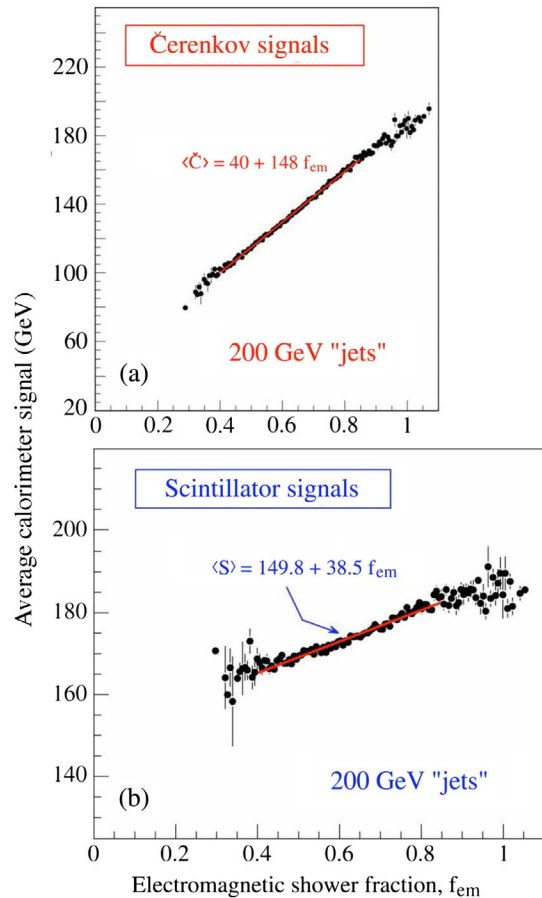 Čerenkov signals
220
180
140
100
60
20
⟨Č⟩ = 40 + 148 fem
200 GeV "jets"
(a)
0
0.2
0.4
0.6
0.8
1
Average calorimeter signal (GeV)
Scintillator signals
200
180
160
140
⟨S⟩ = 149.8 + 38.5 fem
200 GeV "jets"
(b)
0
0.2
0.4
0.6
0.8
1
Electromagnetic shower fraction, fem